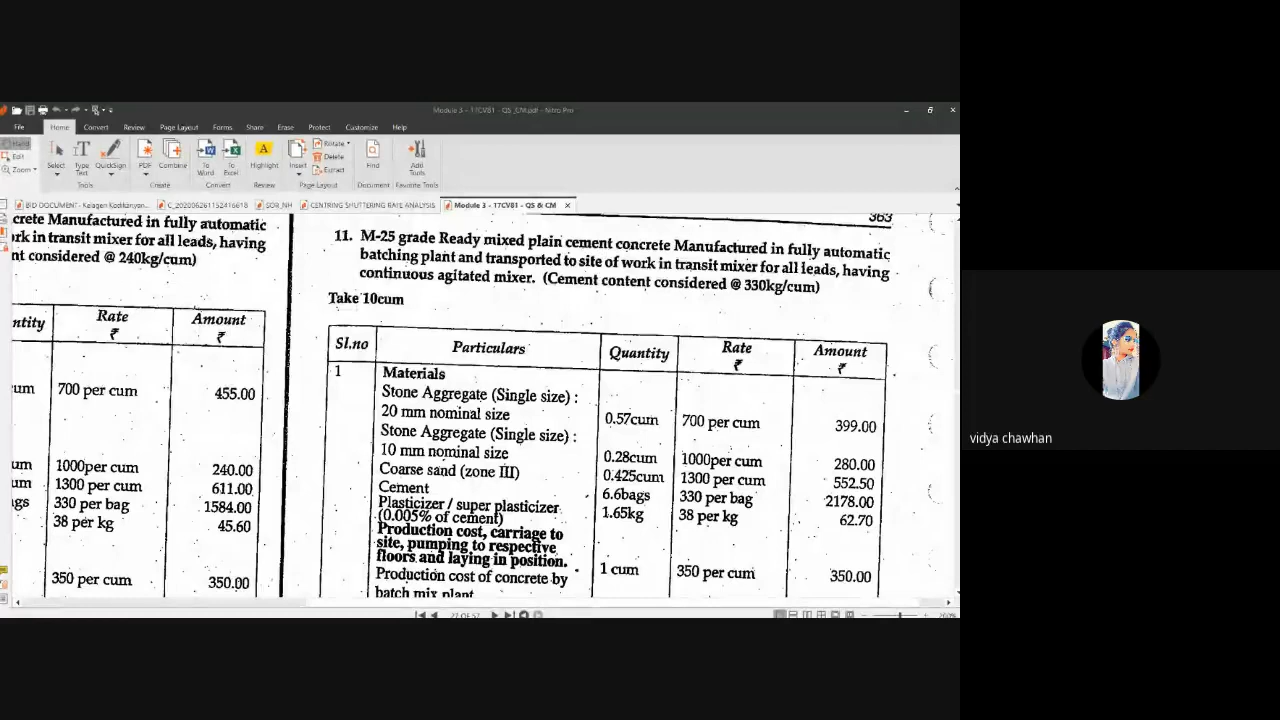 Module 3 - 17CV81 - QS_CM.pdf - Nitro Pro
File Home Convert Review Page Layout Forms Share Erase Protect Customize Help
Hand
Edit
Zoom
Select
Type Text
QuickSign
PDF
Combine
To Word
To Excel
Highlight
Insert
Rotate
Delete
Extract
Find
Add Tools
Tools Create Convert Review Page Layout Document Favorite Tools
BID DOCUMENT - Kalagen Kodikanyan... C_202006261152416618 SOR_NH CENTRING SHUTTERING RATE ANALYSIS Module 3 - 17CV81 - QS & CM
crete Manufactured in fully automatic
rk in transit mixer for all leads, having
nt considered @ 240kg/cum)
ntity Rate ₹ Amount ₹
um 700 per cum 455.00
um 1000per cum 240.00
um 1300 per cum 611.00
gs 330 per bag 1584.00
38 per kg 45.60
350 per cum 350.00
363
11. M-25 grade Ready mixed plain cement concrete Manufactured in fully automatic
batching plant and transported to site of work in transit mixer for all leads, having
continuous agitated mixer. (Cement content considered @ 330kg/cum)
Take 10cum
Sl.no Particulars Quantity Rate ₹ Amount ₹
1 Materials
Stone Aggregate (Single size) :
20 mm nominal size 0.57cum 700 per cum 399.00
Stone Aggregate (Single size) :
10 mm nominal size 0.28cum 1000per cum 280.00
Coarse sand (zone III) 0.425cum 1300 per cum 552.50
Cement 6.6bags 330 per bag 2178.00
Plasticizer / super plasticizer 1.65kg 38 per kg 62.70
(0.005% of cement)
Production cost, carriage to
site, pumping to respective
floors and laying in position.
Production cost of concrete by 1 cum 350 per cum 350.00
batch mix plant
27 OF 57
vidya chawhan